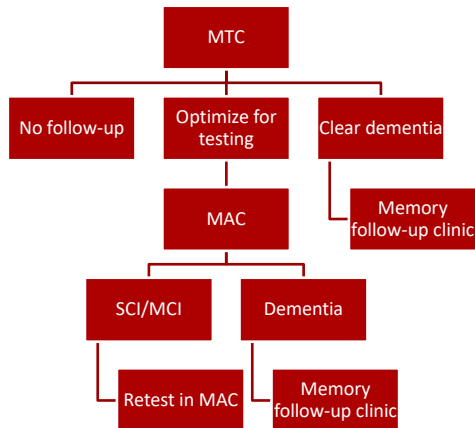 MTC
No follow-up
Optimize for
testing
Clear dementia
MAC
Memory
follow-up clinic
SCI/MCI
Dementia
Retest in MAC
Memory
follow-up clinic